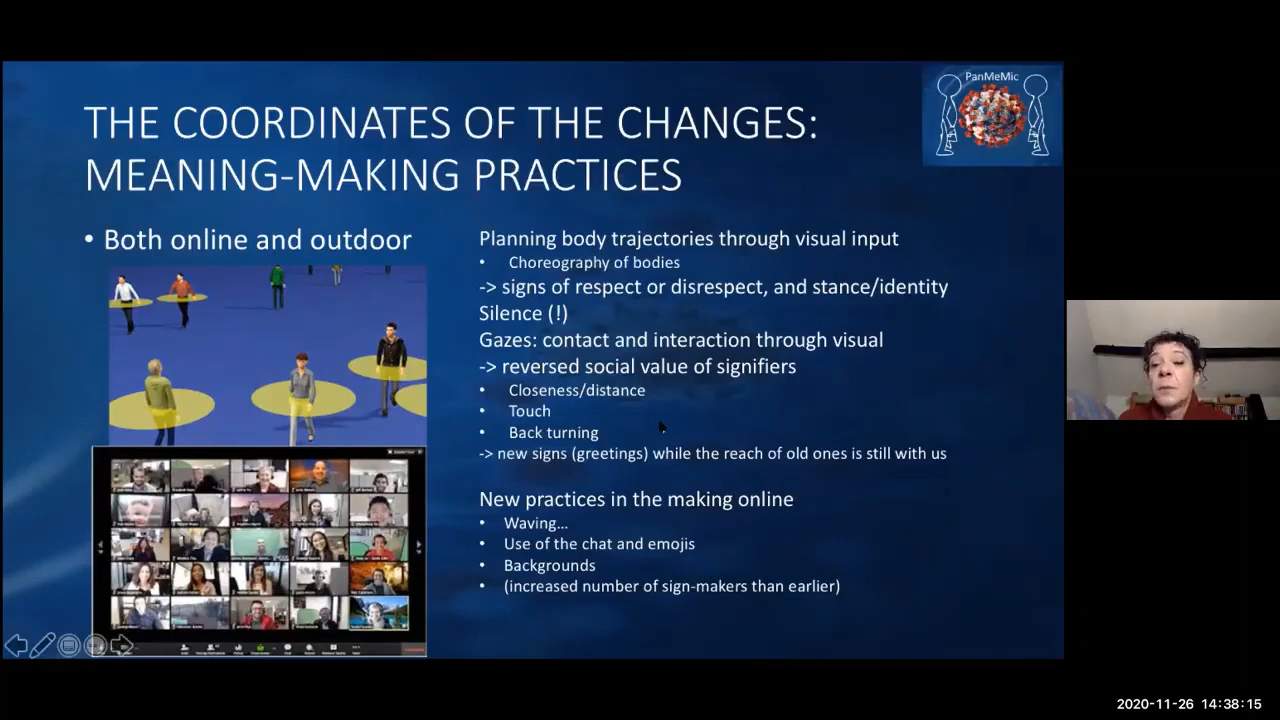 PanMeMic
THE COORDINATES OF THE CHANGES:
MEANING-MAKING PRACTICES
• Both online and outdoor
Planning body trajectories through visual input
• Choreography of bodies
-> signs of respect or disrespect, and stance/identity
Silence (!)
Gazes: contact and interaction through visual
-> reversed social value of signifiers
• Closeness/distance
• Touch
• Back turning
-> new signs (greetings) while the reach of old ones is still with us
New practices in the making online
• Waving…
• Use of the chat and emojis
• Backgrounds
• (increased number of sign-makers than earlier)
2020-11-26 14:38:15